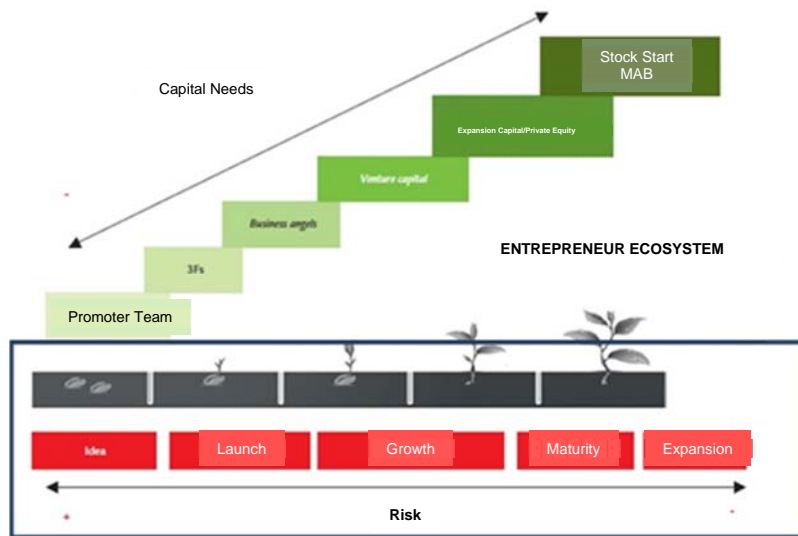 Stock Start
MAB
Capital Needs
Expansion Capital/Private Equity
-
Venture capital
Business angels
ENTREPRENEUR ECOSYSTEM
3Fs
Promoter Team
Idea
Launch
Growth
Maturity
Expansion
+
Risk
-